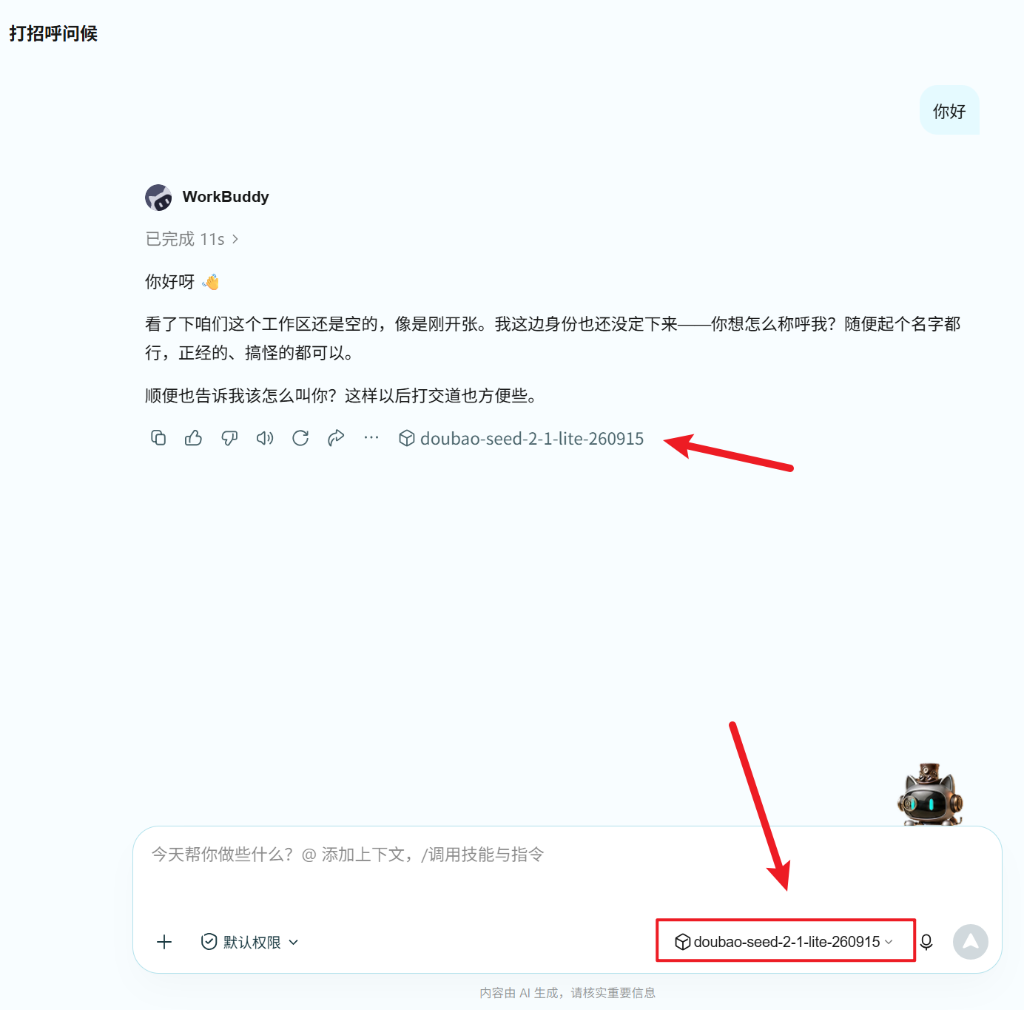 打招呼问候
你好
WorkBuddy
已完成 11s
你好呀
看了下咱们这个工作区还是空的，像是刚开张。我这边身份也还没定下来——你想怎么称呼我？随便起个名字都
行，正经的、搞怪的都可以。
顺便也告诉我该怎么叫你？这样以后打交道也方便些。
doubao-seed-2-1-lite-260915
今天帮你做些什么？@ 添加上下文，/调用技能与指令
默认权限
doubao-seed-2-1-lite-260915
内容由 AI 生成，请核实重要信息